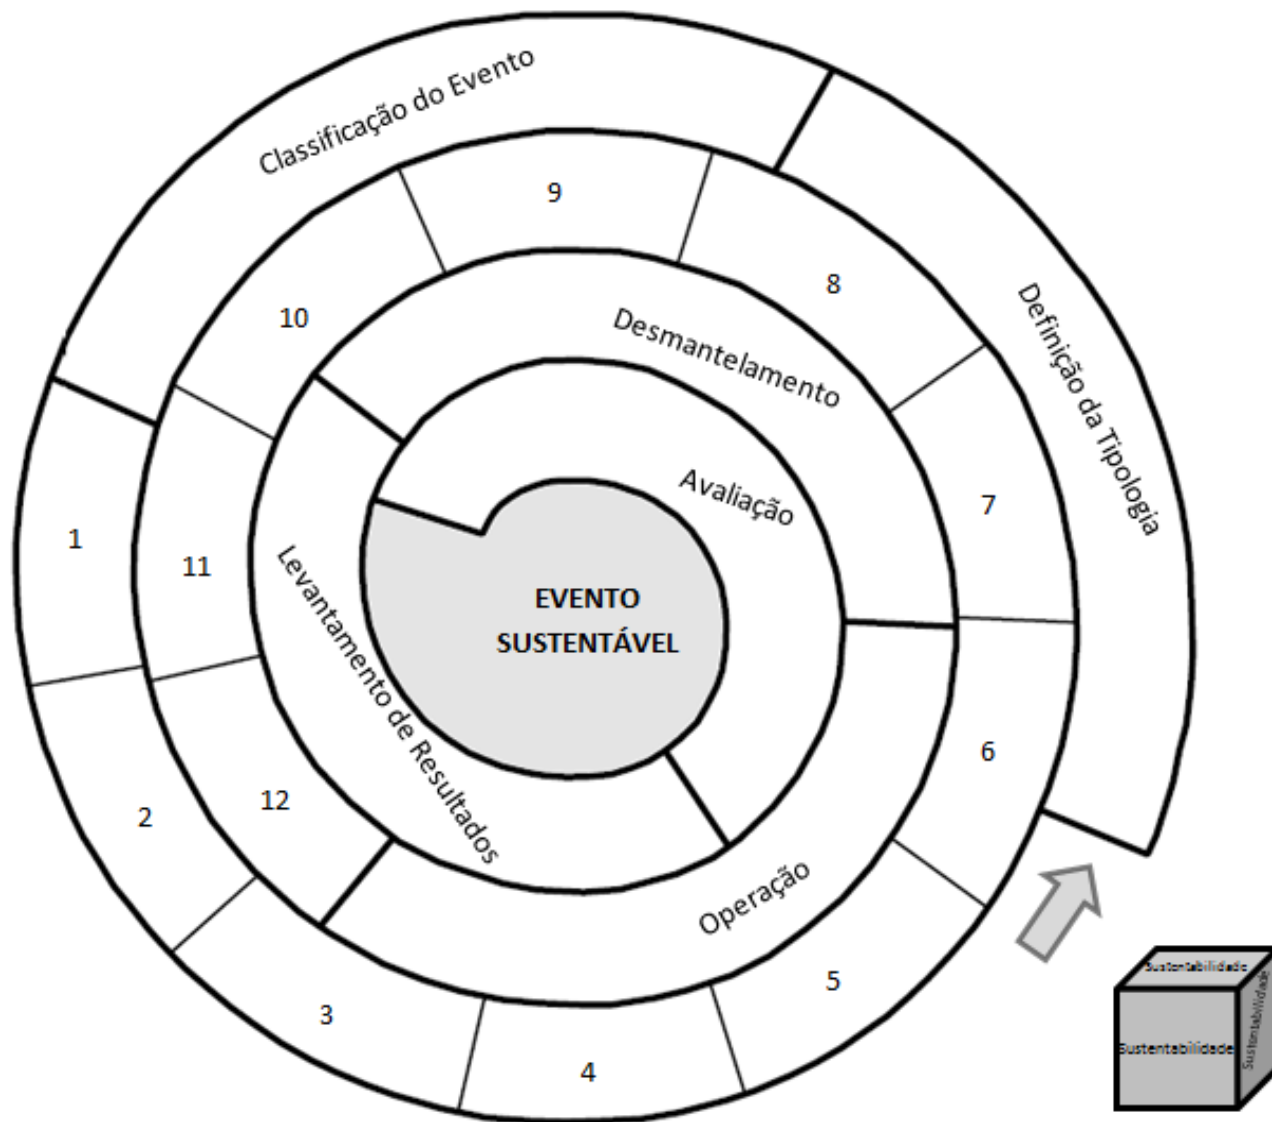 Definição da Tipologia
Classificação do Evento
1
2
3
4
5
6
7
8
9
10
11
12
Operação
Desmantelamento
Levantamento de Resultados
Avaliação
EVENTO
SUSTENTÁVEL
Sustentabilidade
Sustentabilidade
Sustentabilidade